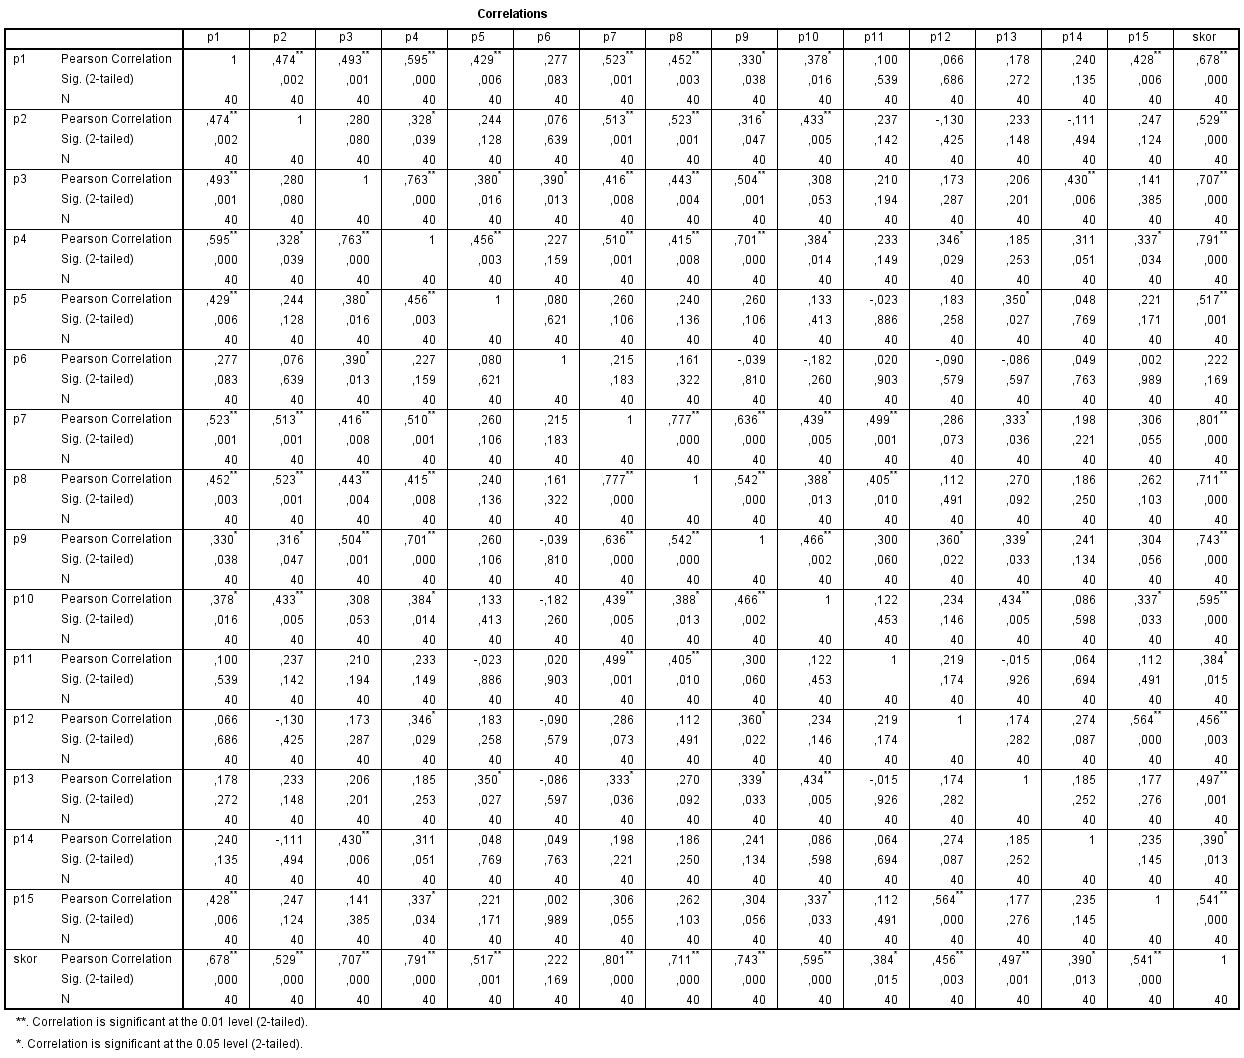 Correlations
p1 p2 p3 p4 p5 p6 p7 p8 p9 p10 p11 p12 p13 p14 p15 skor
p1 Pearson Correlation 1 ,474** ,493** ,595** ,429** ,277 ,523** ,452** ,330* ,378* ,100 ,066 ,178 ,240 ,428** ,678**
Sig. (2-tailed) ,002 ,001 ,000 ,006 ,083 ,001 ,003 ,038 ,016 ,539 ,686 ,272 ,135 ,006 ,000
N 40 40 40 40 40 40 40 40 40 40 40 40 40 40 40 40
p2 Pearson Correlation ,474** 1 ,280 ,328* ,244 ,076 ,513** ,523** ,316* ,433** ,237 -,130 ,233 -,111 ,247 ,529**
Sig. (2-tailed) ,002 ,080 ,039 ,128 ,639 ,001 ,001 ,047 ,005 ,142 ,425 ,148 ,494 ,124 ,000
N 40 40 40 40 40 40 40 40 40 40 40 40 40 40 40 40
p3 Pearson Correlation ,493** ,280 1 ,763** ,380* ,390* ,416** ,443** ,504** ,308 ,210 ,173 ,206 ,430** ,141 ,707**
Sig. (2-tailed) ,001 ,080 ,000 ,016 ,013 ,008 ,004 ,001 ,053 ,194 ,287 ,201 ,006 ,385 ,000
N 40 40 40 40 40 40 40 40 40 40 40 40 40 40 40 40
p4 Pearson Correlation ,595** ,328* ,763** 1 ,456** ,227 ,510** ,415** ,701** ,384* ,233 ,346* ,185 ,311 ,337* ,791**
Sig. (2-tailed) ,000 ,039 ,000 ,003 ,159 ,001 ,008 ,000 ,014 ,149 ,029 ,253 ,051 ,034 ,000
N 40 40 40 40 40 40 40 40 40 40 40 40 40 40 40 40
p5 Pearson Correlation ,429** ,244 ,380* ,456** 1 ,080 ,260 ,240 ,260 ,133 -,023 ,183 ,350* ,048 ,221 ,517**
Sig. (2-tailed) ,006 ,128 ,016 ,003 ,621 ,106 ,136 ,106 ,413 ,886 ,258 ,027 ,769 ,171 ,001
N 40 40 40 40 40 40 40 40 40 40 40 40 40 40 40 40
p6 Pearson Correlation ,277 ,076 ,390* ,227 ,080 1 ,215 ,161 -,039 -,182 ,020 -,090 -,086 ,049 ,002 ,222
Sig. (2-tailed) ,083 ,639 ,013 ,159 ,621 ,183 ,322 ,810 ,260 ,903 ,579 ,597 ,763 ,989 ,169
N 40 40 40 40 40 40 40 40 40 40 40 40 40 40 40 40
p7 Pearson Correlation ,523** ,513** ,416** ,510** ,260 ,215 1 ,777** ,636** ,439** ,499** ,286 ,333* ,198 ,306 ,801**
Sig. (2-tailed) ,001 ,001 ,008 ,001 ,106 ,183 ,000 ,000 ,005 ,001 ,073 ,036 ,221 ,055 ,000
N 40 40 40 40 40 40 40 40 40 40 40 40 40 40 40 40
p8 Pearson Correlation ,452** ,523** ,443** ,415** ,240 ,161 ,777** 1 ,542** ,388* ,405** ,112 ,270 ,186 ,262 ,711**
Sig. (2-tailed) ,003 ,001 ,004 ,008 ,136 ,322 ,000 ,000 ,013 ,010 ,491 ,092 ,250 ,103 ,000
N 40 40 40 40 40 40 40 40 40 40 40 40 40 40 40 40
p9 Pearson Correlation ,330* ,316* ,504** ,701** ,260 -,039 ,636** ,542** 1 ,466** ,300 ,360* ,339* ,241 ,304 ,743**
Sig. (2-tailed) ,038 ,047 ,001 ,000 ,106 ,810 ,000 ,000 ,002 ,060 ,022 ,033 ,134 ,056 ,000
N 40 40 40 40 40 40 40 40 40 40 40 40 40 40 40 40
p10 Pearson Correlation ,378* ,433** ,308 ,384* ,133 -,182 ,439** ,388* ,466** 1 ,122 ,234 ,434** ,086 ,337* ,595**
Sig. (2-tailed) ,016 ,005 ,053 ,014 ,413 ,260 ,005 ,013 ,002 ,453 ,146 ,005 ,598 ,033 ,000
N 40 40 40 40 40 40 40 40 40 40 40 40 40 40 40 40
p11 Pearson Correlation ,100 ,237 ,210 ,233 -,023 ,020 ,499** ,405** ,300 ,122 1 ,219 -,015 ,064 ,112 ,384*
Sig. (2-tailed) ,539 ,142 ,194 ,149 ,886 ,903 ,001 ,010 ,060 ,453 ,174 ,926 ,694 ,491 ,015
N 40 40 40 40 40 40 40 40 40 40 40 40 40 40 40 40
p12 Pearson Correlation ,066 -,130 ,173 ,346* ,183 -,090 ,286 ,112 ,360* ,234 ,219 1 ,174 ,274 ,564** ,456**
Sig. (2-tailed) ,686 ,425 ,287 ,029 ,258 ,579 ,073 ,491 ,022 ,146 ,174 ,282 ,087 ,000 ,003
N 40 40 40 40 40 40 40 40 40 40 40 40 40 40 40 40
p13 Pearson Correlation ,178 ,233 ,206 ,185 ,350* -,086 ,333* ,270 ,339* ,434** -,015 ,174 1 ,185 ,177 ,497**
Sig. (2-tailed) ,272 ,148 ,201 ,253 ,027 ,597 ,036 ,092 ,033 ,005 ,926 ,282 ,252 ,276 ,001
N 40 40 40 40 40 40 40 40 40 40 40 40 40 40 40 40
p14 Pearson Correlation ,240 -,111 ,430** ,311 ,048 ,049 ,198 ,186 ,241 ,086 ,064 ,274 ,185 1 ,235 ,390*
Sig. (2-tailed) ,135 ,494 ,006 ,051 ,769 ,763 ,221 ,250 ,134 ,598 ,694 ,087 ,252 ,145 ,013
N 40 40 40 40 40 40 40 40 40 40 40 40 40 40 40 40
p15 Pearson Correlation ,428** ,247 ,141 ,337* ,221 ,002 ,306 ,262 ,304 ,337* ,112 ,564** ,177 ,235 1 ,541**
Sig. (2-tailed) ,006 ,124 ,385 ,034 ,171 ,989 ,055 ,103 ,056 ,033 ,491 ,000 ,276 ,145 ,000
N 40 40 40 40 40 40 40 40 40 40 40 40 40 40 40 40
skor Pearson Correlation ,678** ,529** ,707** ,791** ,517** ,222 ,801** ,711** ,743** ,595** ,384* ,456** ,497** ,390* ,541** 1
Sig. (2-tailed) ,000 ,000 ,000 ,000 ,001 ,169 ,000 ,000 ,000 ,000 ,015 ,003 ,001 ,013 ,000
N 40 40 40 40 40 40 40 40 40 40 40 40 40 40 40 40
**. Correlation is significant at the 0.01 level (2-tailed).
*. Correlation is significant at the 0.05 level (2-tailed).